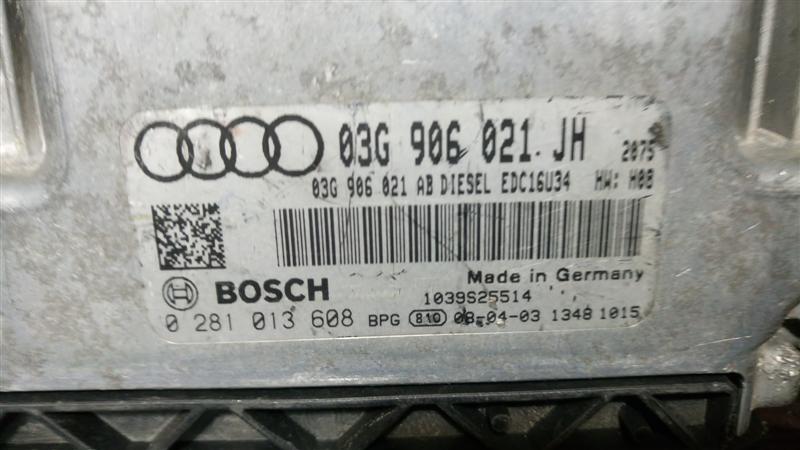 03G 906 021 JH 2075
03G 906 021 AB DIESEL EDC16U34 HW: H08
Made in Germany
BOSCH 1039S25514
0 281 013 608 BPG 810 08-04-03 1348 1015